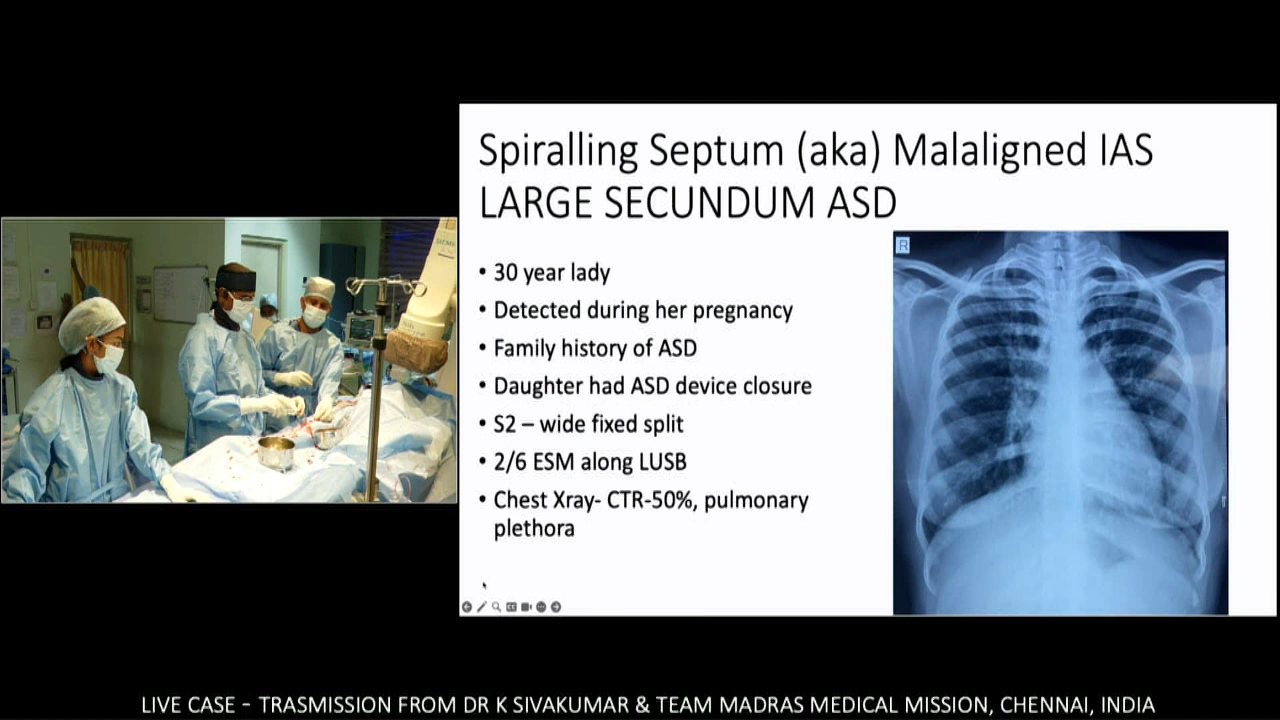 Spiralling Septum (aka) Malaligned IAS
LARGE SECUNDUM ASD
• 30 year lady
• Detected during her pregnancy
• Family history of ASD
• Daughter had ASD device closure
• S2 – wide fixed split
• 2/6 ESM along LUSB
• Chest Xray- CTR-50%, pulmonary
plethora
R
LIVE CASE - TRASMISSION FROM DR K SIVAKUMAR & TEAM MADRAS MEDICAL MISSION, CHENNAI, INDIA